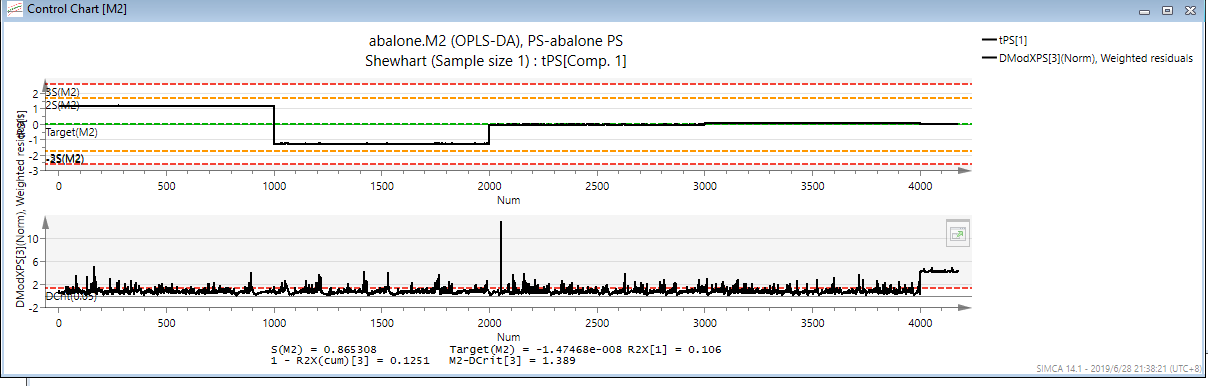 Control Chart [M2]
abalone.M2 (OPLS-DA), PS-abalone PS
Shewhart (Sample size 1) : tPS[Comp. 1]
tPS[1]
DModXPS[3](Norm), Weighted residuals
3S(M2)
2S(M2)
Target(M2)
-3S(M2)
2
1
0
-1
-2
-3
0 500 1000 1500 2000 2500 3000 3500 4000
Num
DModXPS[3](Norm), Weighted residuals
10
6
2
-2
DCrit(0.05)
0 500 1000 1500 2000 2500 3000 3500 4000
Num
S(M2) = 0.865308 Target(M2) = -1.47468e-008 R2X[1] = 0.106
1 - R2X(cum)[3] = 0.1251 M2-DCrit[3] = 1.389
SIMCA 14.1 - 2019/6/28 21:38:21 (UTC+8)